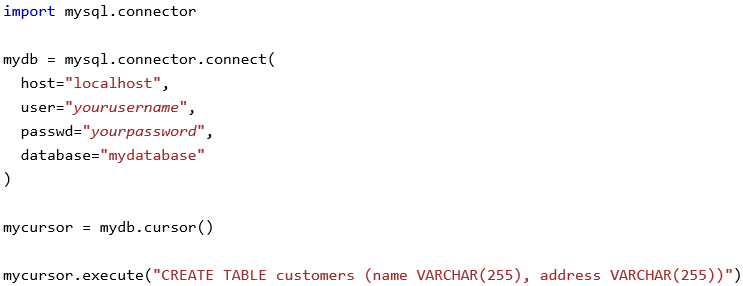 import mysql.connector

mydb = mysql.connector.connect(
  host="localhost",
  user="yourusername",
  passwd="yourpassword",
  database="mydatabase"
)

mycursor = mydb.cursor()

mycursor.execute("CREATE TABLE customers (name VARCHAR(255), address VARCHAR(255))")